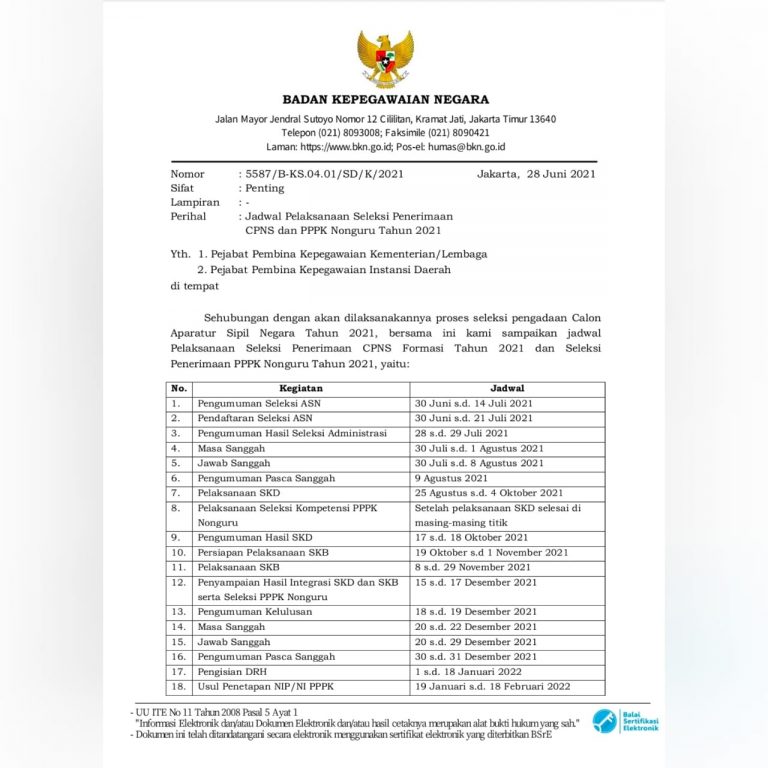 BADAN KEPEGAWAIAN NEGARA
Jalan Mayor Jendral Sutoyo Nomor 12 Cililitan, Kramat Jati, Jakarta Timur 13640
Telepon (021) 8093008; Faksimile (021) 8090421
Laman: https://www.bkn.go.id; Pos-el: humas@bkn.go.id
Nomor : 5587/B-KS.04.01/SD/K/2021 Jakarta, 28 Juni 2021
Sifat : Penting
Lampiran : -
Perihal : Jadwal Pelaksanaan Seleksi Penerimaan
CPNS dan PPPK Nonguru Tahun 2021
Yth. 1. Pejabat Pembina Kepegawaian Kementerian/Lembaga
2. Pejabat Pembina Kepegawaian Instansi Daerah
di tempat
Sehubungan dengan akan dilaksanakannya proses seleksi pengadaan Calon
Aparatur Sipil Negara Tahun 2021, bersama ini kami sampaikan jadwal
Pelaksanaan Seleksi Penerimaan CPNS Formasi Tahun 2021 dan Seleksi
Penerimaan PPPK Nonguru Tahun 2021, yaitu:
No. Kegiatan Jadwal
1. Pengumuman Seleksi ASN 30 Juni s.d. 14 Juli 2021
2. Pendaftaran Seleksi ASN 30 Juni s.d. 21 Juli 2021
3. Pengumuman Hasil Seleksi Administrasi 28 s.d. 29 Juli 2021
4. Masa Sanggah 30 Juli s.d. 1 Agustus 2021
5. Jawab Sanggah 30 Juli s.d. 8 Agustus 2021
6. Pengumuman Pasca Sanggah 9 Agustus 2021
7. Pelaksanaan SKD 25 Agustus s.d. 4 Oktober 2021
8. Pelaksanaan Seleksi Kompetensi PPPK Setelah pelaksanaan SKD selesai di
Nonguru masing-masing titik
9. Pengumuman Hasil SKD 17 s.d. 18 Oktober 2021
10. Persiapan Pelaksanaan SKB 19 Oktober s.d 1 November 2021
11. Pelaksanaan SKB 8 s.d. 29 November 2021
12. Penyampaian Hasil Integrasi SKD dan SKB 15 s.d. 17 Desember 2021
serta Seleksi PPPK Nonguru
13. Pengumuman Kelulusan 18 s.d. 19 Desember 2021
14. Masa Sanggah 20 s.d. 22 Desember 2021
15. Jawab Sanggah 20 s.d. 29 Desember 2021
16. Pengumuman Pasca Sanggah 30 s.d. 31 Desember 2021
17. Pengisian DRH 1 s.d. 18 Januari 2022
18. Usul Penetapan NIP/NI PPPK 19 Januari s.d. 18 Februari 2022
- UU ITE No 11 Tahun 2008 Pasal 5 Ayat 1
"Informasi Elektronik dan/atau Dokumen Elektronik dan/atau hasil cetaknya merupakan alat bukti hukum yang sah."
- Dokumen ini telah ditandatangani secara elektronik menggunakan sertifikat elektronik yang diterbitkan BSrE
Balai
Sertifikasi
Elektronik